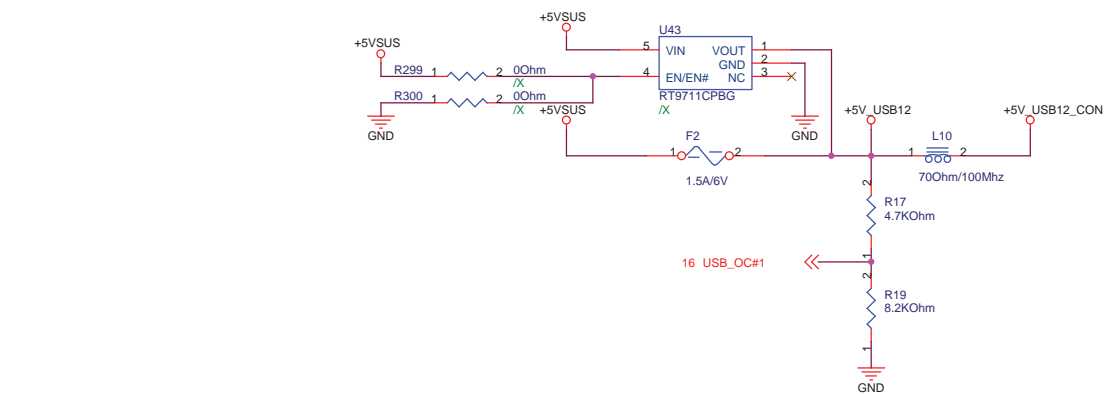 +5VSUS
U43
+5VSUS
5 VIN VOUT 1
GND 2
R299 1 2 0Ohm
4 EN/EN# NC 3
/X
R300 1 2 0Ohm
RT9711CPBG
/X
/X
+5VSUS
+5V_USB12
+5V_USB12_CON
GND
GND
F2
L10
1 2
1 2
1.5A/6V
70Ohm/100Mhz
2
R17
4.7KOhm
1
16 USB_OC#1
2
R19
8.2KOhm
1
GND